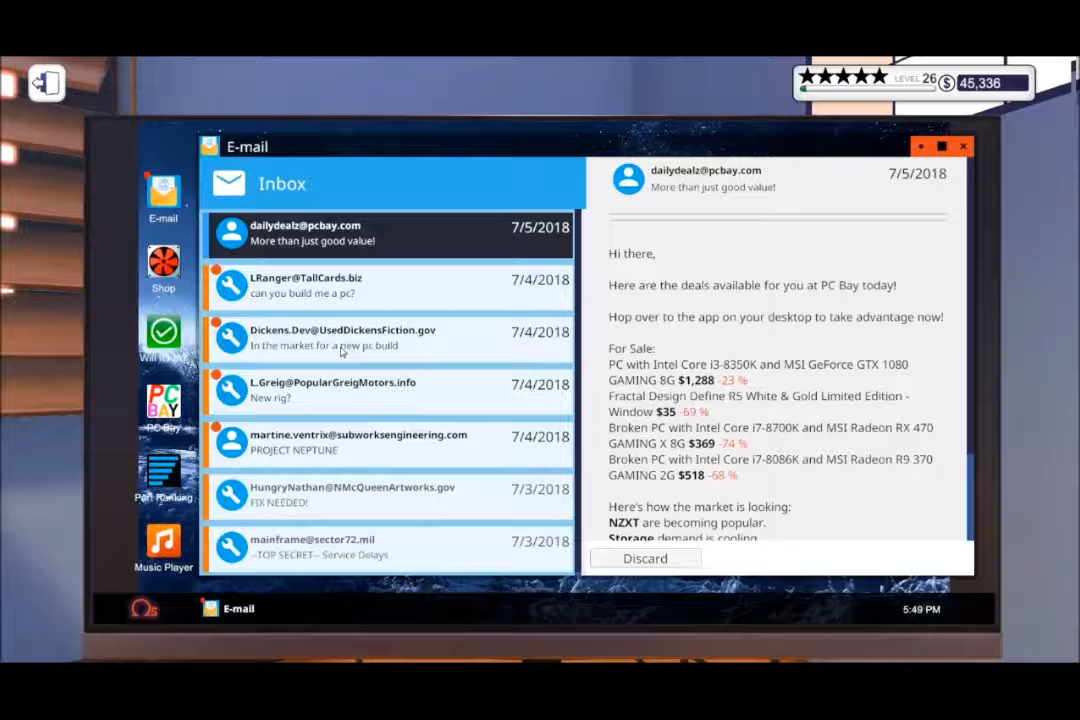 LEVEL 26 $ 45,336
E-mail
Inbox
E-mail
Shop
PC BAY
PC Bay
Part Ranking
Music Player
dailydealz@pcbay.com 7/5/2018
More than just good value!
LRanger@TallCards.biz 7/4/2018
can you build me a pc?
Dickens.Dev@UsedDickensFiction.gov 7/4/2018
In the market for a new pc build
L.Greig@PopularGreigMotors.info 7/4/2018
New rig?
martine.ventrix@subworksengineering.com 7/4/2018
PROJECT NEPTUNE
HungryNathan@NMcQueenArtworks.gov 7/3/2018
FIX NEEDED!
mainframe@sector72.mil 7/3/2018
--TOP SECRET-- Service Delays
dailydealz@pcbay.com 7/5/2018
More than just good value!
Hi there,
Here are the deals available for you at PC Bay today!
Hop over to the app on your desktop to take advantage now!
For Sale:
PC with Intel Core i3-8350K and MSI GeForce GTX 1080
GAMING 8G $1,288 -23 %
Fractal Design Define R5 White & Gold Limited Edition -
Window $35 -69 %
Broken PC with Intel Core i7-8700K and MSI Radeon RX 470
GAMING X 8G $369 -74 %
Broken PC with Intel Core i7-8086K and MSI Radeon R9 370
GAMING 2G $518 -68 %
Here's how the market is looking:
NZXT are becoming popular.
Storage demand is cooling.
Discard
E-mail
5:49 PM